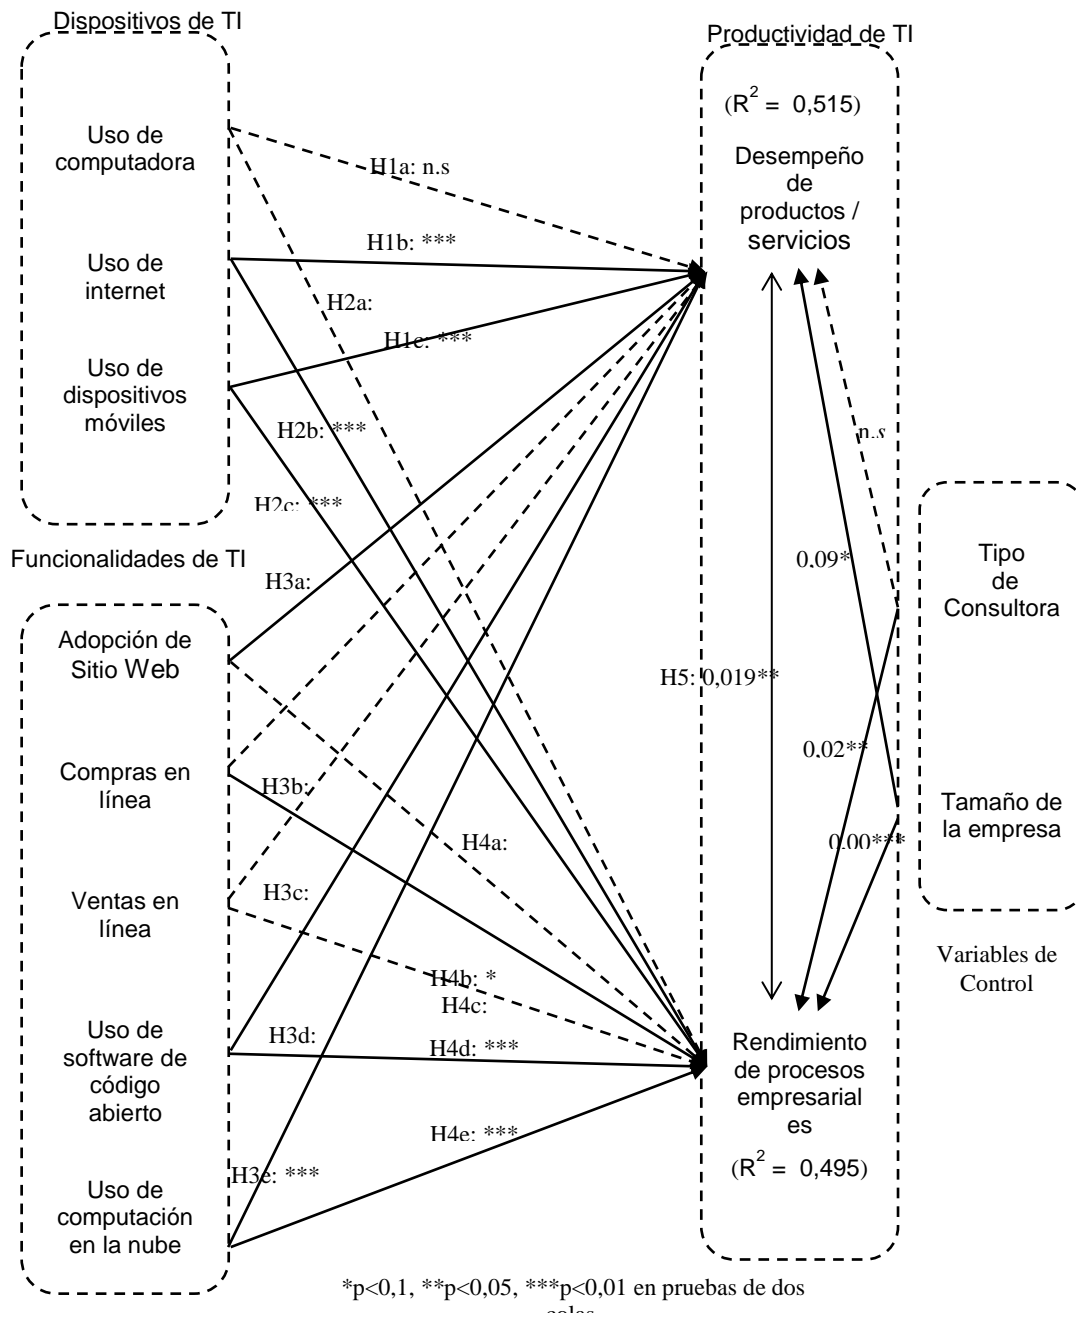 Dispositivos de TI
Uso de
computadora
Uso de
internet
Uso de
dispositivos
móviles
Funcionalidades de TI
Adopción de
Sitio Web
Compras en
línea
Ventas en
línea
Uso de
software de
código
abierto
Uso de
computación
en la nube
H1a: n.s
H1b: ***
H2a:
H1c: ***
H2b: ***
H2c: ***
H3a:
H3b:
H4a:
H3c:
H4b: *
H4c:
H3d:
H4d: ***
H4e: ***
H3e: ***
Productividad de TI
(R² = 0,515)
Desempeño
de
productos /
servicios
H5: 0,019**
Rendimiento
de procesos
empresarial
es
(R² = 0,495)
n.s
0,09*
0,02**
0,00***
Tipo
de
Consultora
Tamaño de
la empresa
Variables de
Control
*p<0,1, **p<0,05, ***p<0,01 en pruebas de dos
colas